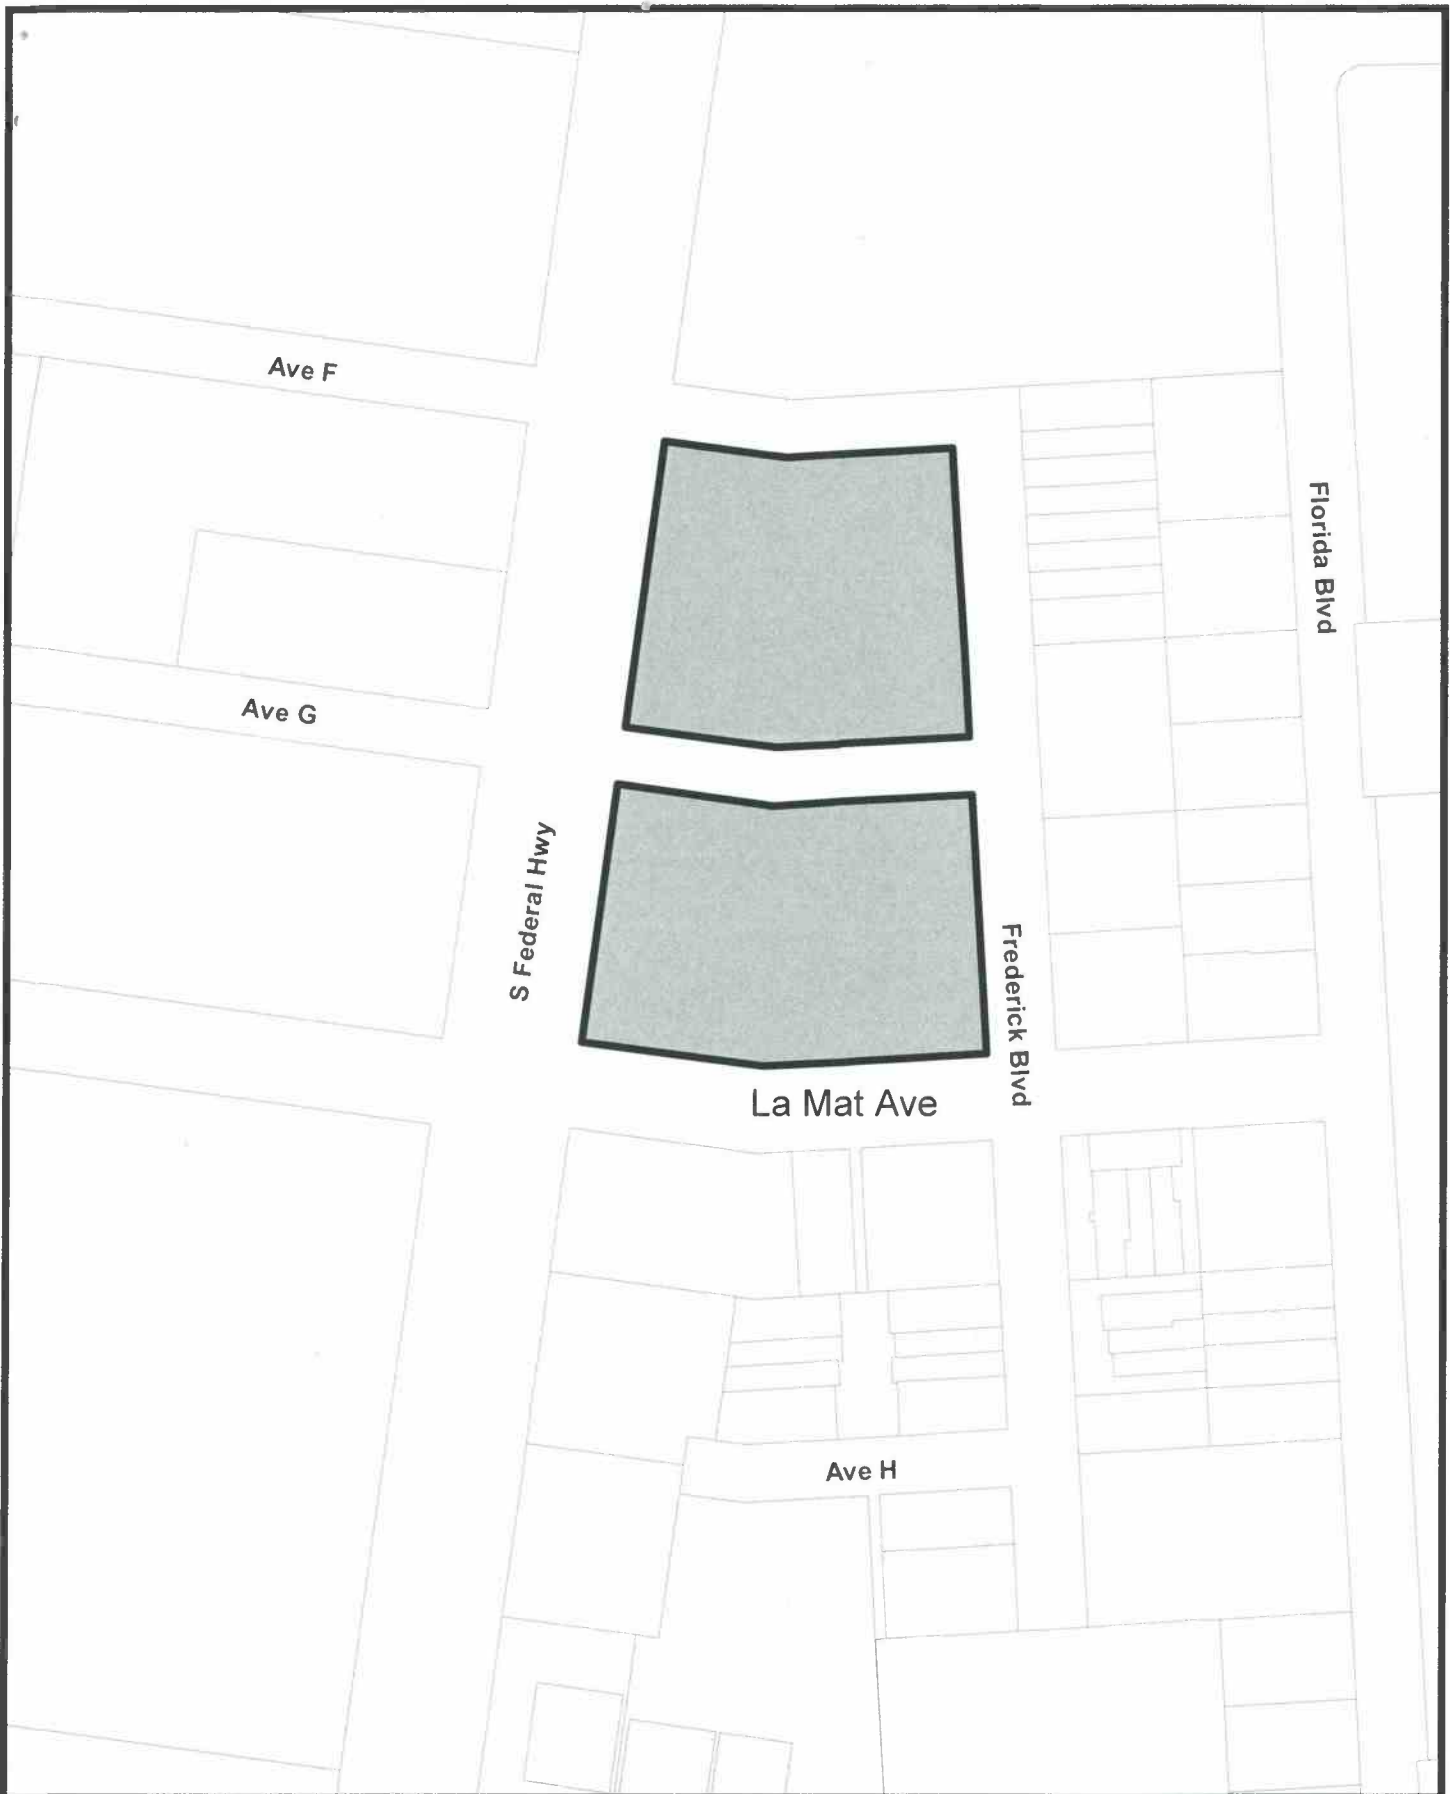 Ave F
Florida Blvd
Ave G
S Federal Hwy
Frederick Blvd
La Mat Ave
Ave H